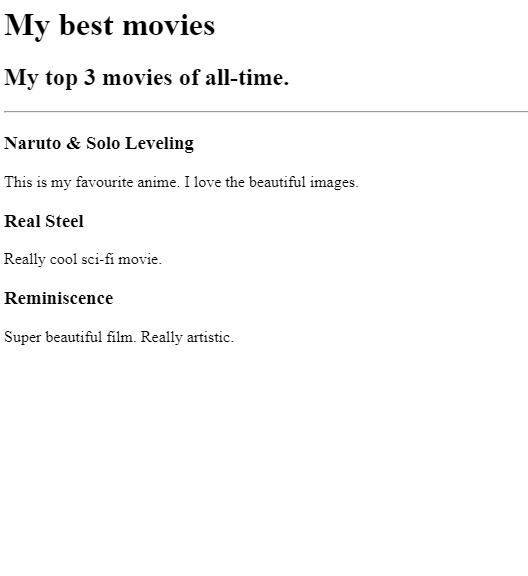 My best movies
My top 3 movies of all-time.
Naruto & Solo Leveling
This is my favourite anime. I love the beautiful images.
Real Steel
Really cool sci-fi movie.
Reminiscence
Super beautiful film. Really artistic.